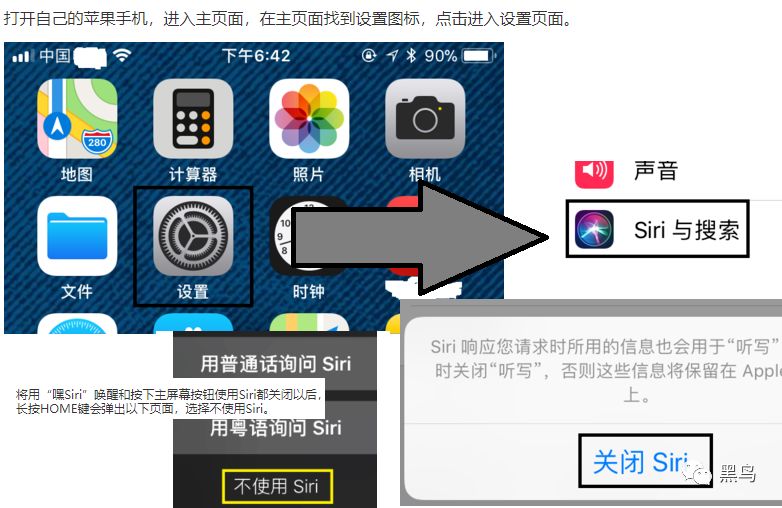 打开自己的苹果手机，进入主页面，在主页面找到设置图标，点击进入设置页面。
中国
下午6:42
90%
280
地图
计算器
照片
相机
文件
设置
时钟
声音
Siri 与搜索
用普通话询问 Siri
将用“嘿Siri”唤醒和按下主屏幕按钮使用Siri都关闭以后，
长按HOME键会弹出以下页面，选择不使用Siri。
用粤语询问 Siri
不使用 Siri
Siri 响应您请求时所用的信息也会用于“听写”
时关闭“听写”，否则这些信息将保留在 Apple
上。
关闭 Siri
黑鸟